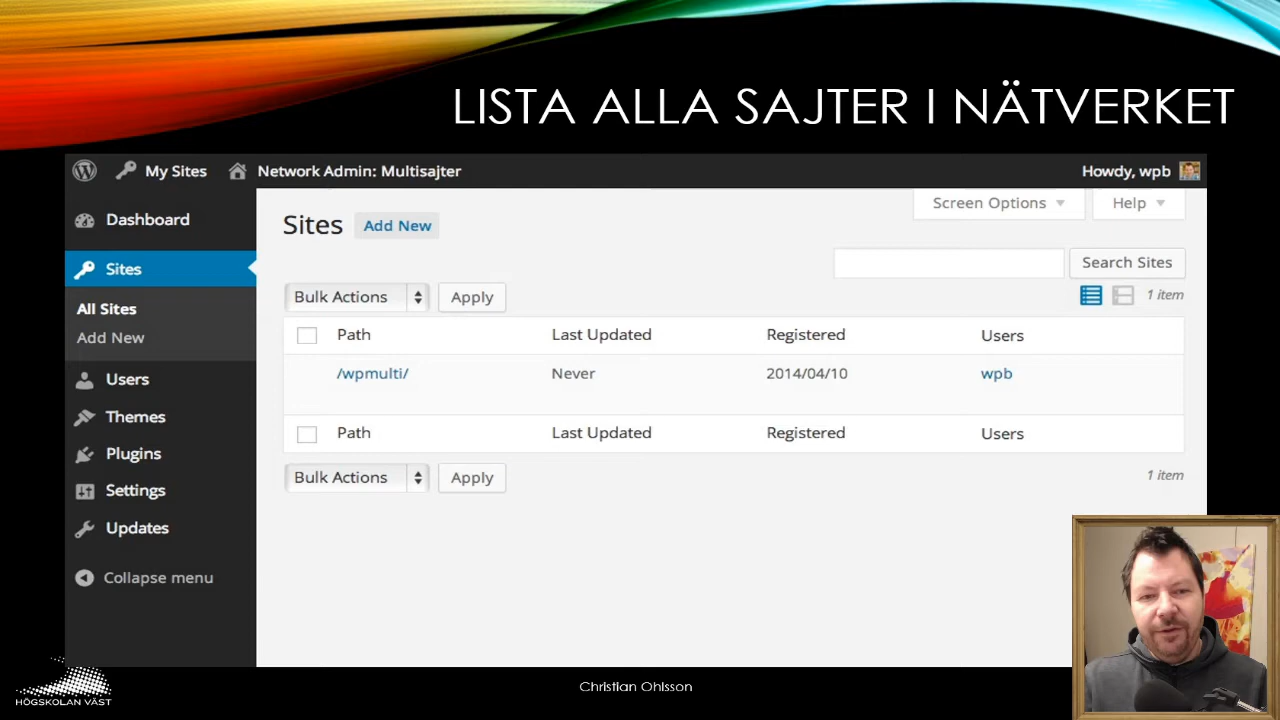 LISTA ALLA SAJTER I NÄTVERKET
My Sites Network Admin: Multisajter Howdy, wpb
Dashboard
Sites
All Sites
Add New
Users
Themes
Plugins
Settings
Updates
Collapse menu
Screen Options Help
Sites Add New
Search Sites
Bulk Actions Apply 1 item
Path Last Updated Registered Users
/wpmulti/ Never 2014/04/10 wpb
Path Last Updated Registered Users
Bulk Actions Apply 1 item
HÖGSKOLAN VÄST
Christian Ohlsson